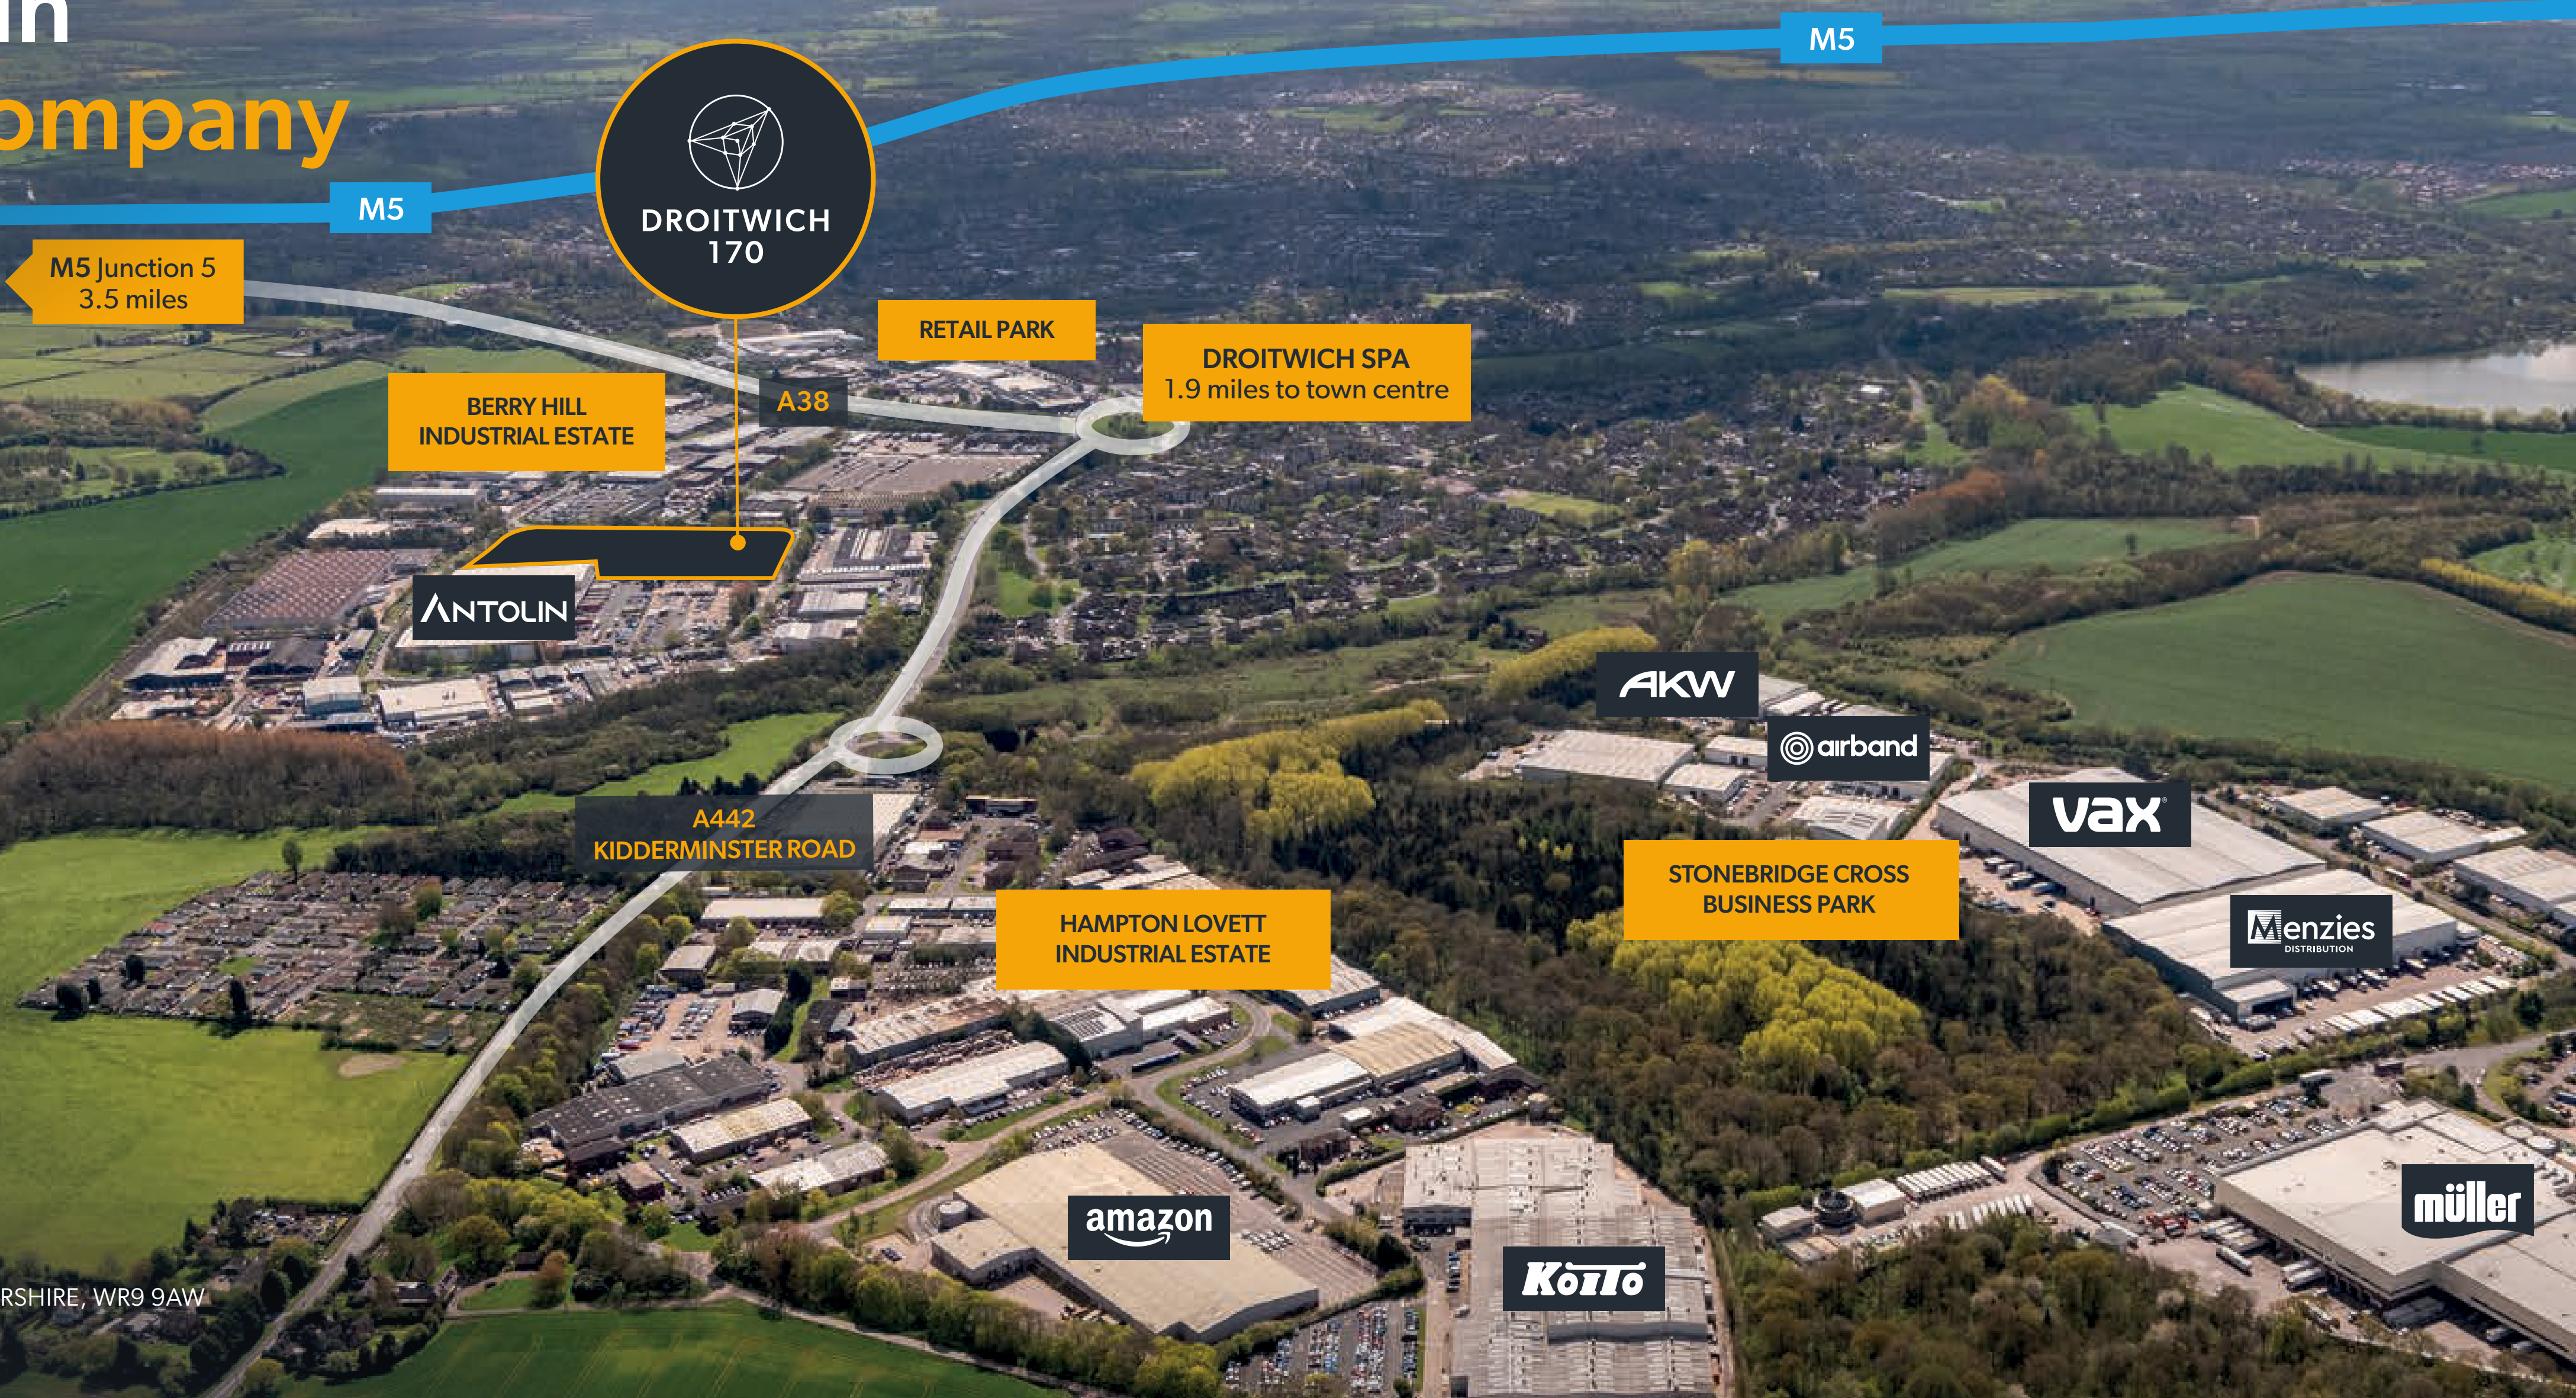 in
ompany
M5
M5
DROITWICH
170
M5 Junction 5
3.5 miles
RETAIL PARK
DROITWICH SPA
1.9 miles to town centre
A38
BERRY HILL
INDUSTRIAL ESTATE
ANTOLIN
AKW
airband
vax
A442
KIDDERMINSTER ROAD
STONEBRIDGE CROSS
BUSINESS PARK
HAMPTON LOVETT
INDUSTRIAL ESTATE
Menzies
DISTRIBUTION
amazon
müller
KOITO
RSHIRE, WR9 9AW